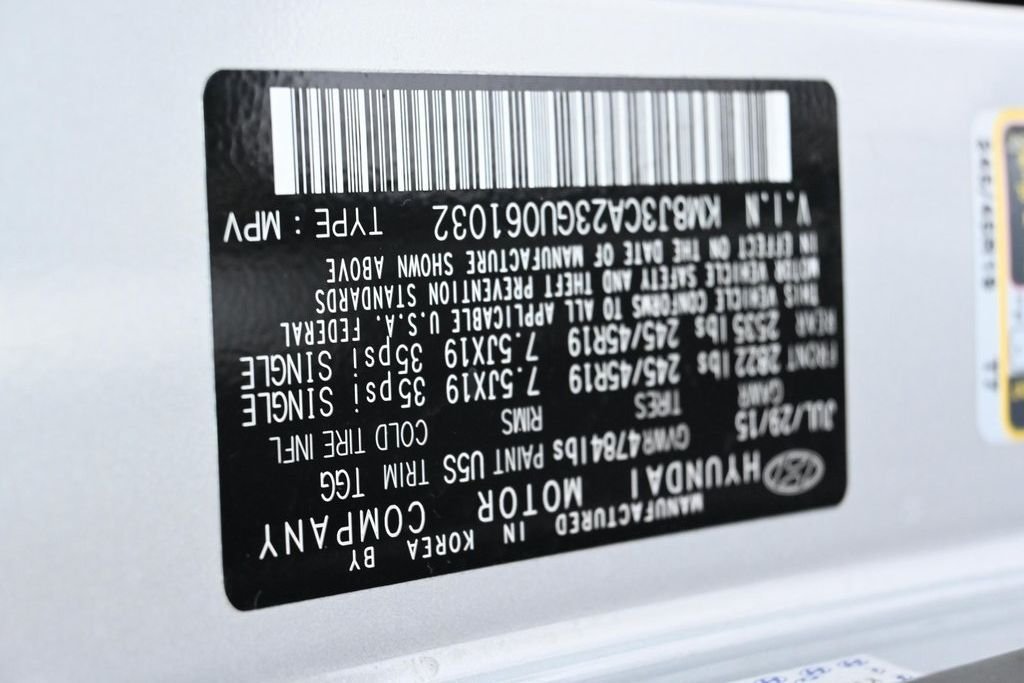 MANUFACTURED IN KOREA BY
HYUNDAI MOTOR COMPANY
JUL/29/15 GVWR 4784lbs PAINT U5S TRIM TGG
GAWR TIRES RIMS COLD TIRE INFL
FRONT 2822 lbs 245/45R19 7.5JX19 35psi SINGLE
REAR 2535 lbs 245/45R19 7.5JX19 35psi SINGLE
THIS VEHICLE CONFORMS TO ALL APPLICABLE U.S.A. FEDERAL
MOTOR VEHICLE SAFETY AND THEFT PREVENTION STANDARDS
IN EFFECT ON THE DATE OF MANUFACTURE SHOWN ABOVE
V.I.N KM8J3CA23GU061032 TYPE : MPV